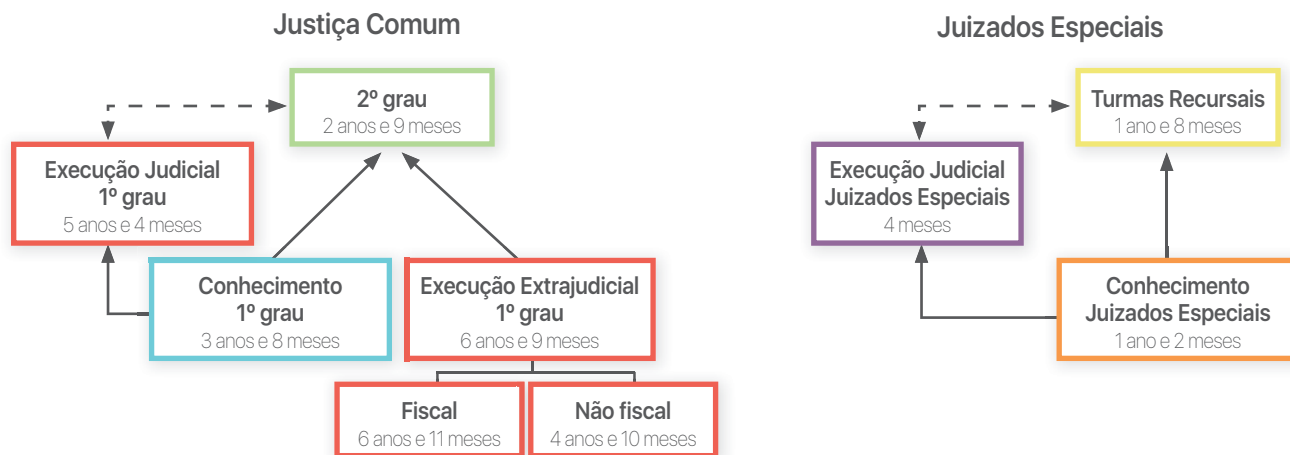 Justiça Comum
2º grau
2 anos e 9 meses
Execução Judicial
1º grau
5 anos e 4 meses
Conhecimento
1º grau
3 anos e 8 meses
Execução Extrajudicial
1º grau
6 anos e 9 meses
Fiscal
6 anos e 11 meses
Não fiscal
4 anos e 10 meses
Juizados Especiais
Turmas Recursais
1 ano e 8 meses
Execução Judicial
Juizados Especiais
4 meses
Conhecimento
Juizados Especiais
1 ano e 2 meses